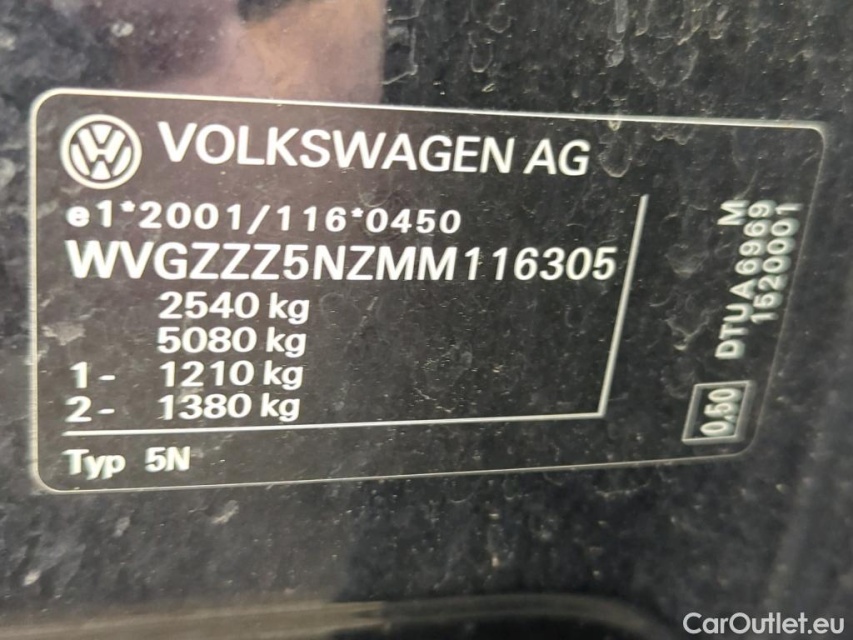 VOLKSWAGEN AG
e1*2001/116*0450
WVGZZZ5NZMM116305
2540 kg
5080 kg
1- 1210 kg
2- 1380 kg
Typ 5N
M
DTUA6969
1520001
0,50
CarOutlet.eu